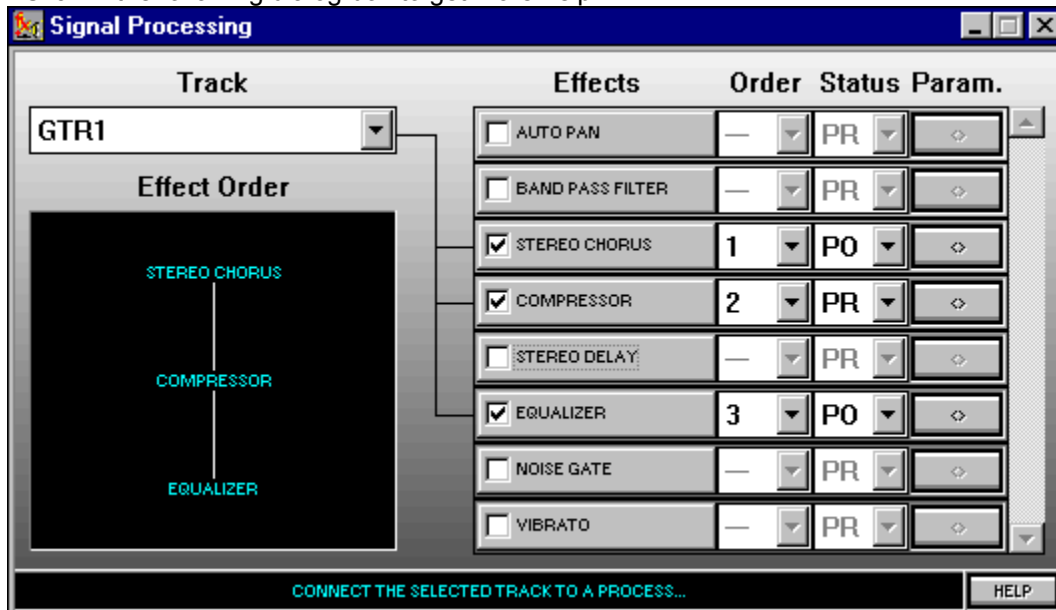 Signal Processing
Track
Effects Order Status Param.
GTR1
AUTO PAN — PR
Effect Order
BAND PASS FILTER — PR
STEREO CHORUS 1 PO
STEREO CHORUS
COMPRESSOR 2 PR
STEREO DELAY — PR
COMPRESSOR
EQUALIZER 3 PO
NOISE GATE — PR
EQUALIZER
VIBRATO — PR
CONNECT THE SELECTED TRACK TO A PROCESS...
HELP